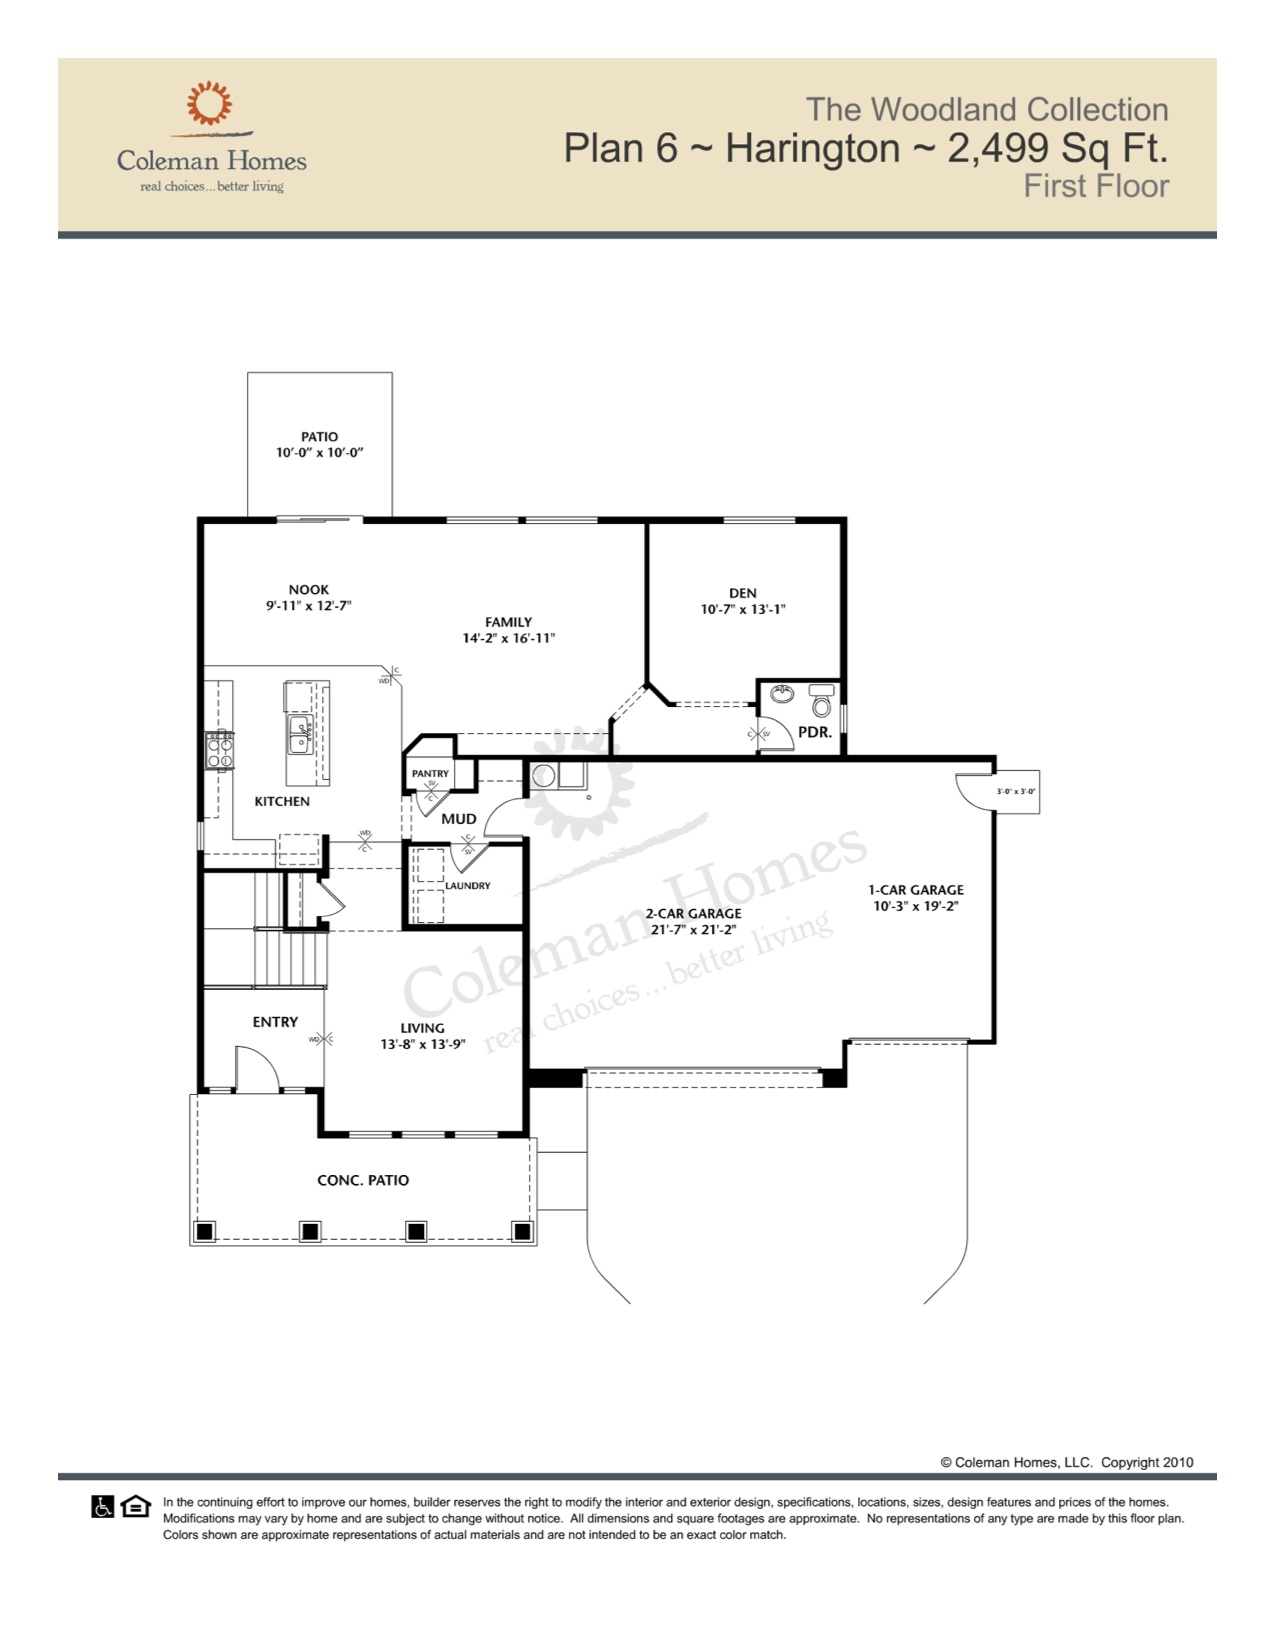 The Woodland Collection
Plan 6 ~ Harington ~ 2,499 Sq Ft.
First Floor
Coleman Homes
real choices...better living
PATIO
10'-0" x 10'-0"
NOOK
9'-11" x 12'-7"
FAMILY
14'-2" x 16'-11"
DEN
10'-7" x 13'-1"
C
WD
C
SV
PDR.
PANTRY
SV
C
KITCHEN
MUD
3'-0" x 3'-0"
WD
C
C
SV
LAUNDRY
1-CAR GARAGE
10'-3" x 19'-2"
2-CAR GARAGE
21'-7" x 21'-2"
Coleman Homes
real choices...better living
ENTRY
WD
C
LIVING
13'-8" x 13'-9"
CONC. PATIO
© Coleman Homes, LLC. Copyright 2010
In the continuing effort to improve our homes, builder reserves the right to modify the interior and exterior design, specifications, locations, sizes, design features and prices of the homes.
Modifications may vary by home and are subject to change without notice. All dimensions and square footages are approximate. No representations of any type are made by this floor plan.
Colors shown are approximate representations of actual materials and are not intended to be an exact color match.